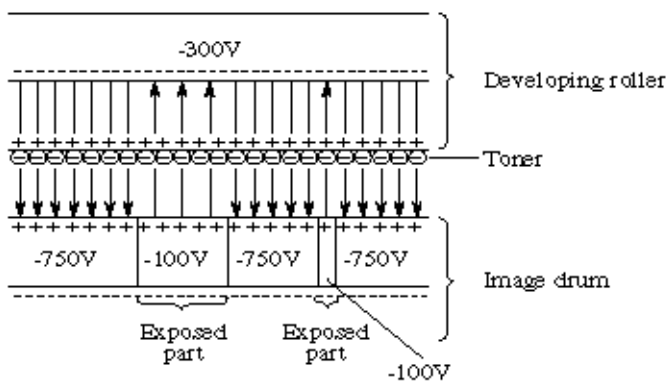 -300V
Developing roller
Toner
-750V
-100V
-750V
-750V
Image drum
Exposed
part
Exposed
part
-100V